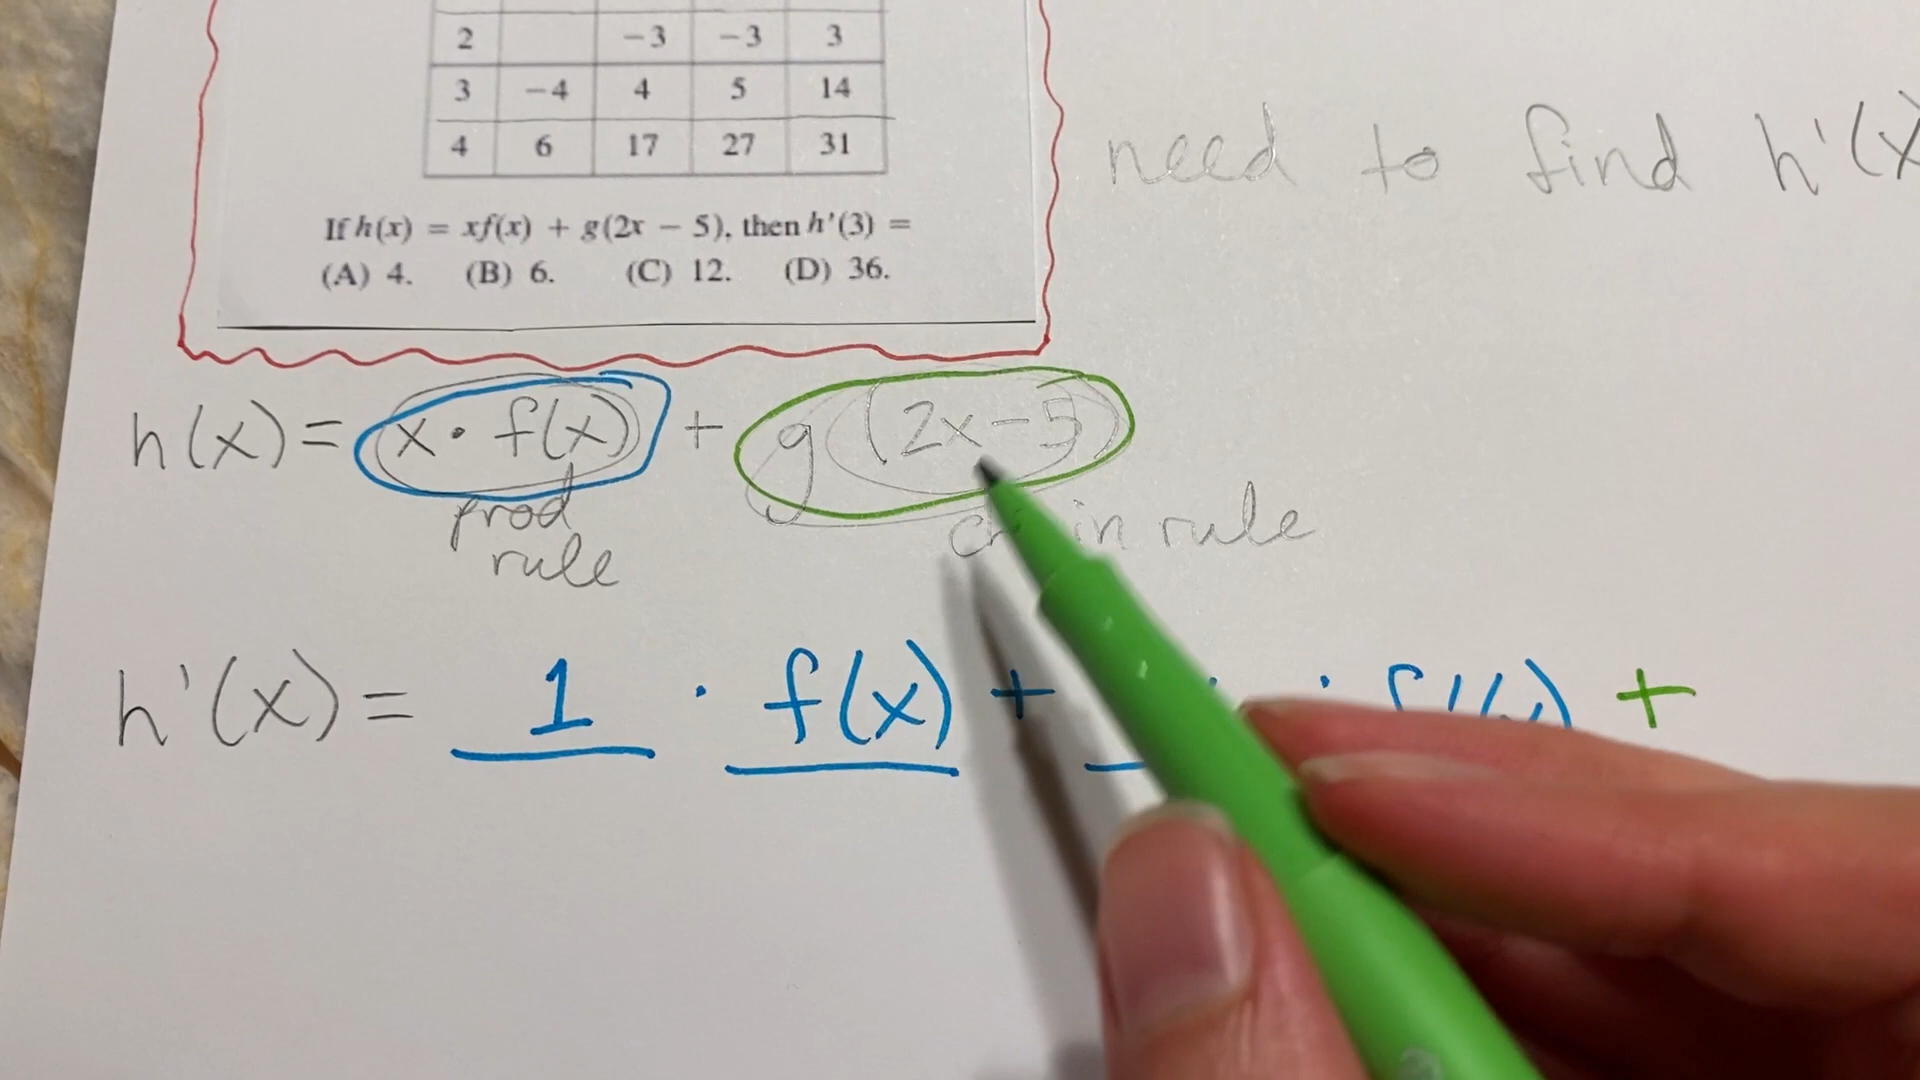 2 -3 -3 3
3 -4 4 5 14
4 6 17 27 31
If h(x) = xf(x) + g(2x - 5), then h'(3) =
(A) 4. (B) 6. (C) 12. (D) 36.
need to find h'(x
h(x) = x · f(x) + g (2x-5)
prod
rule
chain rule
h'(x) = 1 · f(x) + · f'(x) +